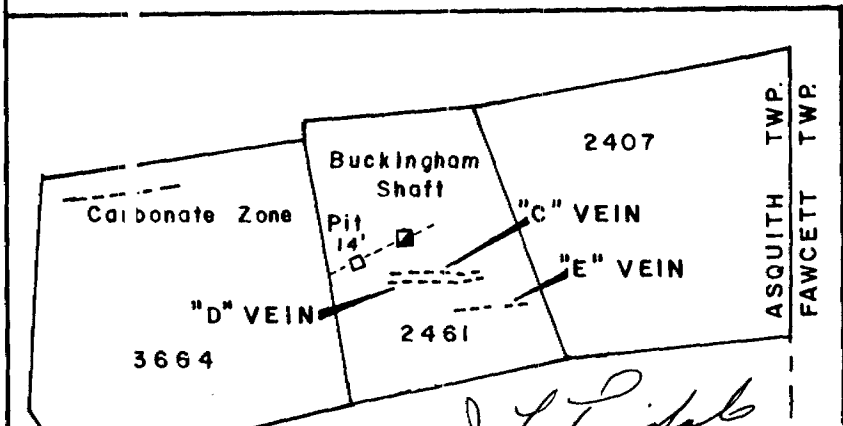 2407
Buckingham
Shaft
Carbonate Zone
Pit
14'
"C" VEIN
"E" VEIN
"D" VEIN
2461
3664
ASQUITH TWP.
FAWCETT TWP.